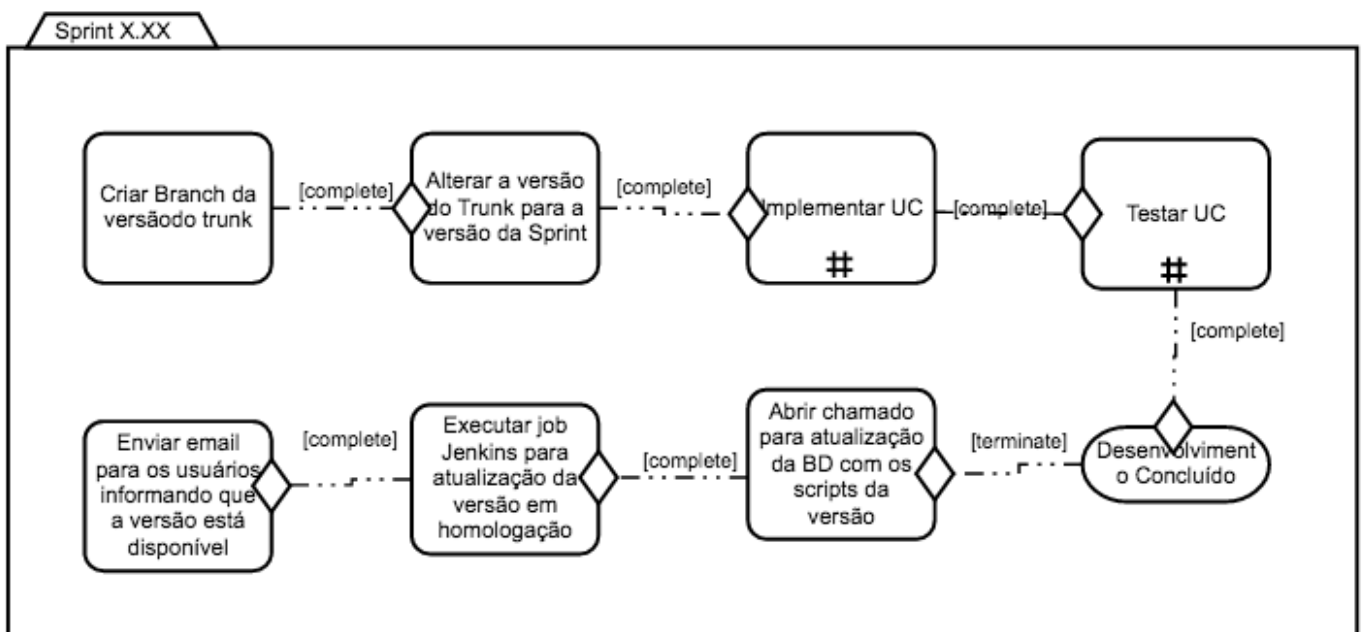 Sprint X.XX
Criar Branch da
versãodo trunk
[complete]
Alterar a versão
do Trunk para a
versão da Sprint
[complete]
Implementar UC
[complete]
Testar UC
[complete]
Desenvolviment
o Concluído
[terminate]
Abrir chamado
para atualização
da BD com os
scripts da
versão
[complete]
Executar job
Jenkins para
atualização da
versão em
homologação
[complete]
Enviar email
para os usuários
informando que
a versão está
disponível